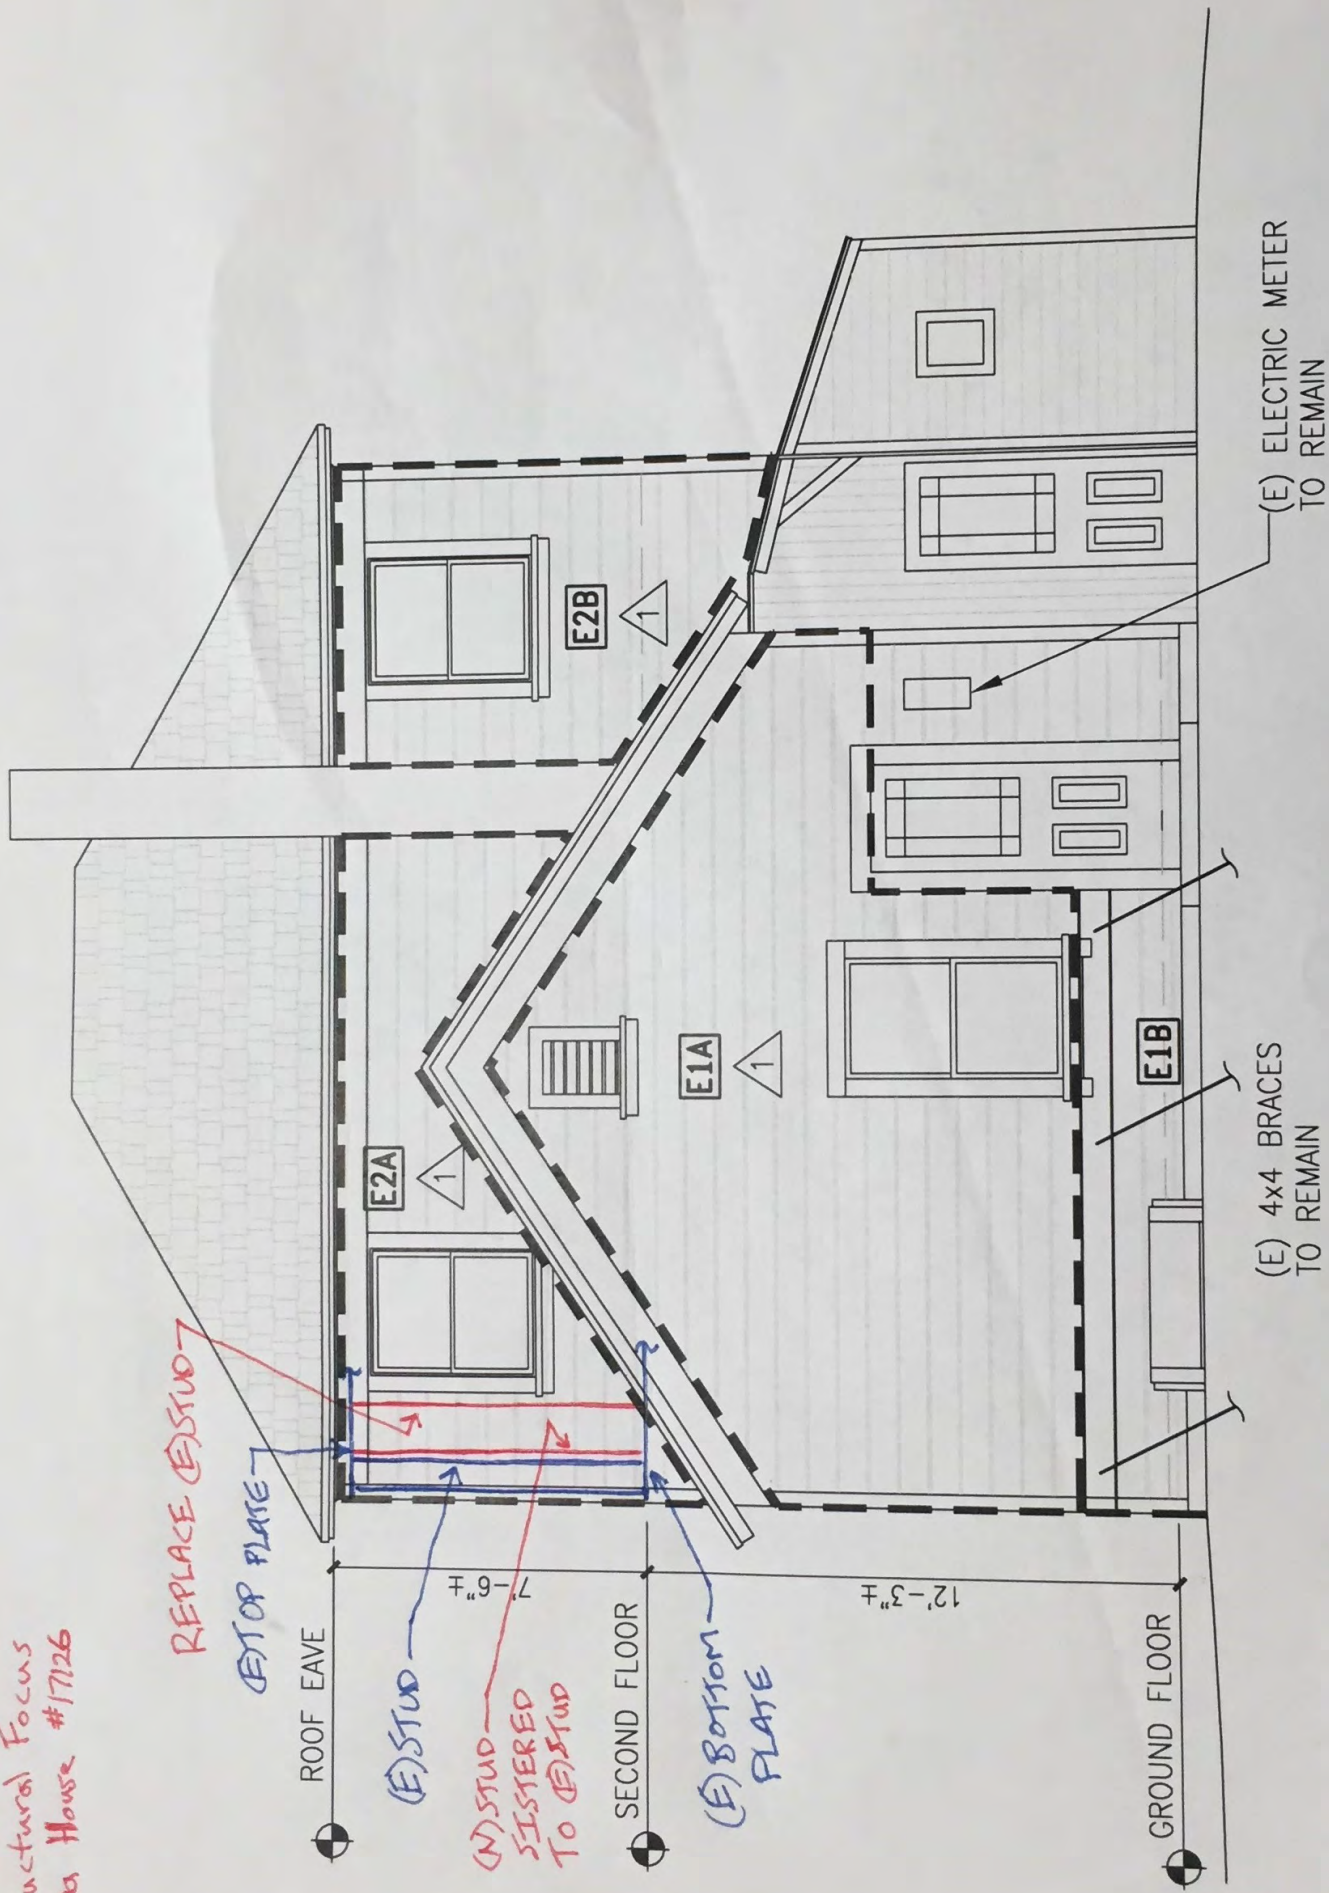 Focus
House #17126
REPLACE (E)STUD
(E)TOP PLATE
ROOF EAVE
(E)STUD
7'-6"±
(N)STUD
SISTERED
TO (E)STUD
SECOND FLOOR
(E)BOTTOM
PLATE
12'-3"±
GROUND FLOOR
E2A
1
E2B
1
E1A
1
E1B
(E) 4x4 BRACES
TO REMAIN
(E) ELECTRIC METER
TO REMAIN